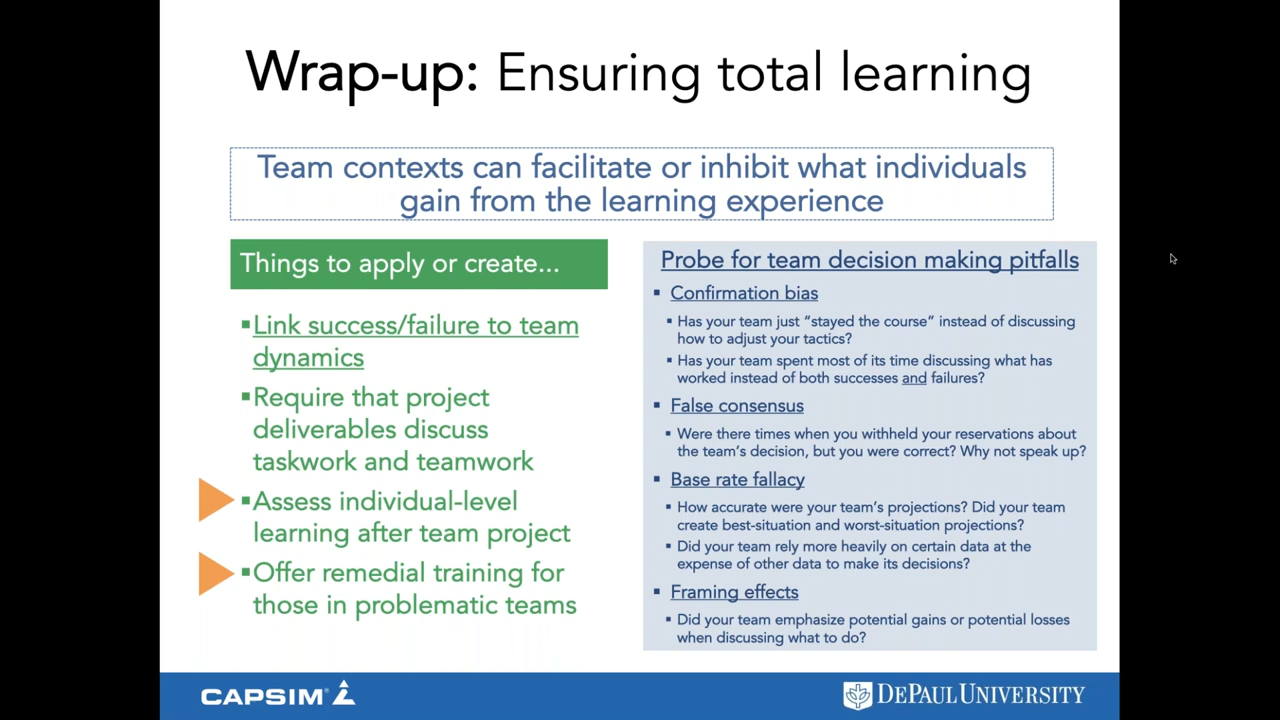 Wrap-up: Ensuring total learning
Team contexts can facilitate or inhibit what individuals
gain from the learning experience
Things to apply or create...
▪Link success/failure to team
dynamics
▪Require that project
deliverables discuss
taskwork and teamwork
▪Assess individual-level
learning after team project
▪Offer remedial training for
those in problematic teams
Probe for team decision making pitfalls
▪ Confirmation bias
▪ Has your team just “stayed the course” instead of discussing
how to adjust your tactics?
▪ Has your team spent most of its time discussing what has
worked instead of both successes and failures?
▪ False consensus
▪ Were there times when you withheld your reservations about
the team’s decision, but you were correct? Why not speak up?
▪ Base rate fallacy
▪ How accurate were your team’s projections? Did your team
create best-situation and worst-situation projections?
▪ Did your team rely more heavily on certain data at the
expense of other data to make its decisions?
▪ Framing effects
▪ Did your team emphasize potential gains or potential losses
when discussing what to do?
CAPSIM®
DEPAUL UNIVERSITY